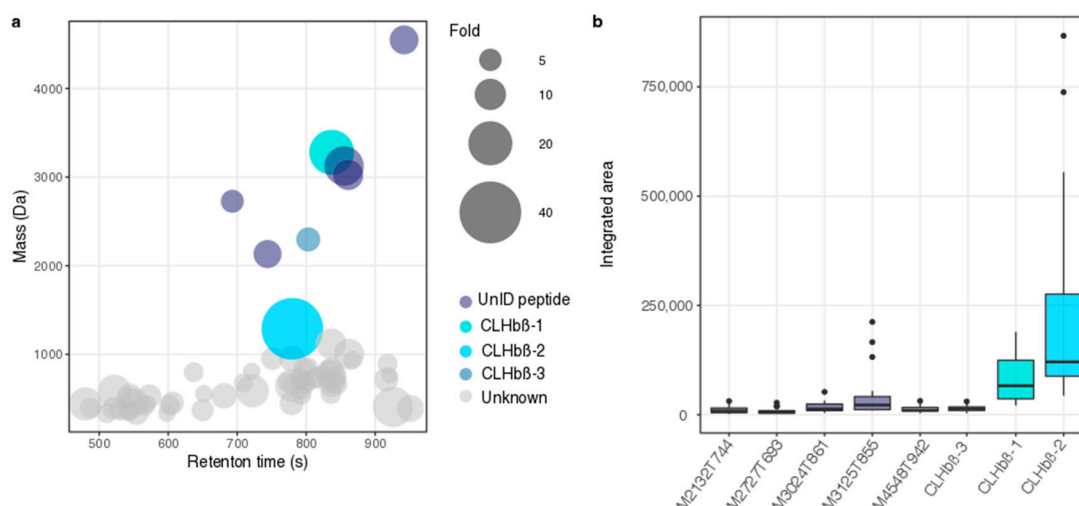 a
Mass (Da)
4000
3000
2000
1000
500
600
700
800
900
Retenton time (s)
Fold
5
10
20
40
UnID peptide
CLHbß-1
CLHbß-2
CLHbß-3
Unknown
b
Integrated area
750,000
500,000
250,000
0
M2132T744
M2727T693
M3024T861
M3125T855
M4548T942
CLHbß-3
CLHbß-1
CLHbß-2